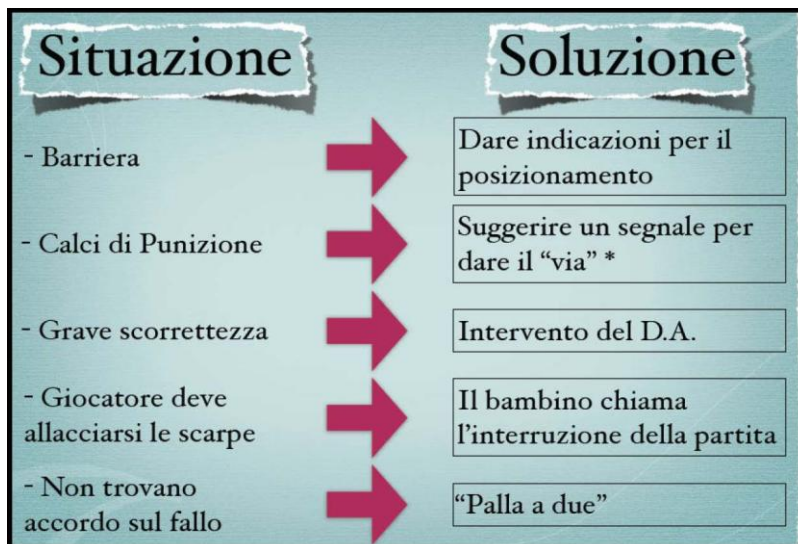 Situazione
Soluzione
- Barriera
Dare indicazioni per il
posizionamento
- Calci di Punizione
Suggerire un segnale per
dare il “via” *
- Grave scorrettezza
Intervento del D.A.
- Giocatore deve
allacciarsi le scarpe
Il bambino chiama
l’interruzione della partita
- Non trovano
accordo sul fallo
“Palla a due”